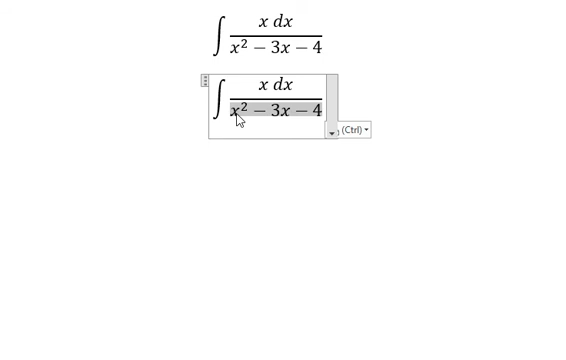 ∫ x dx / x² − 3x − 4
∫ x dx / x² − 3x − 4
(Ctrl)